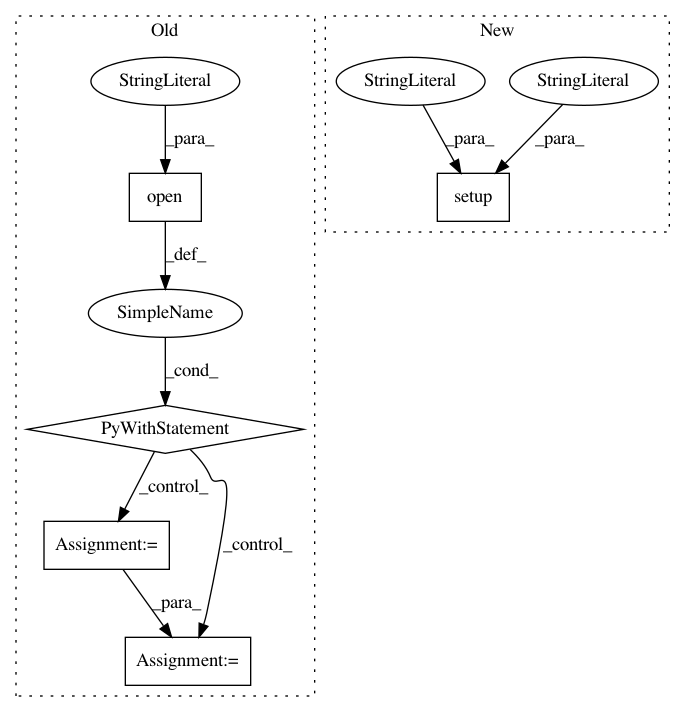 Old
New
StringLiteral
StringLiteral
StringLiteral
_para_
_para_
_para_
open
setup
_def_
SimpleName
_cond_
PyWithStatement
_control_
Assignment:=
_control_
_para_
Assignment:=